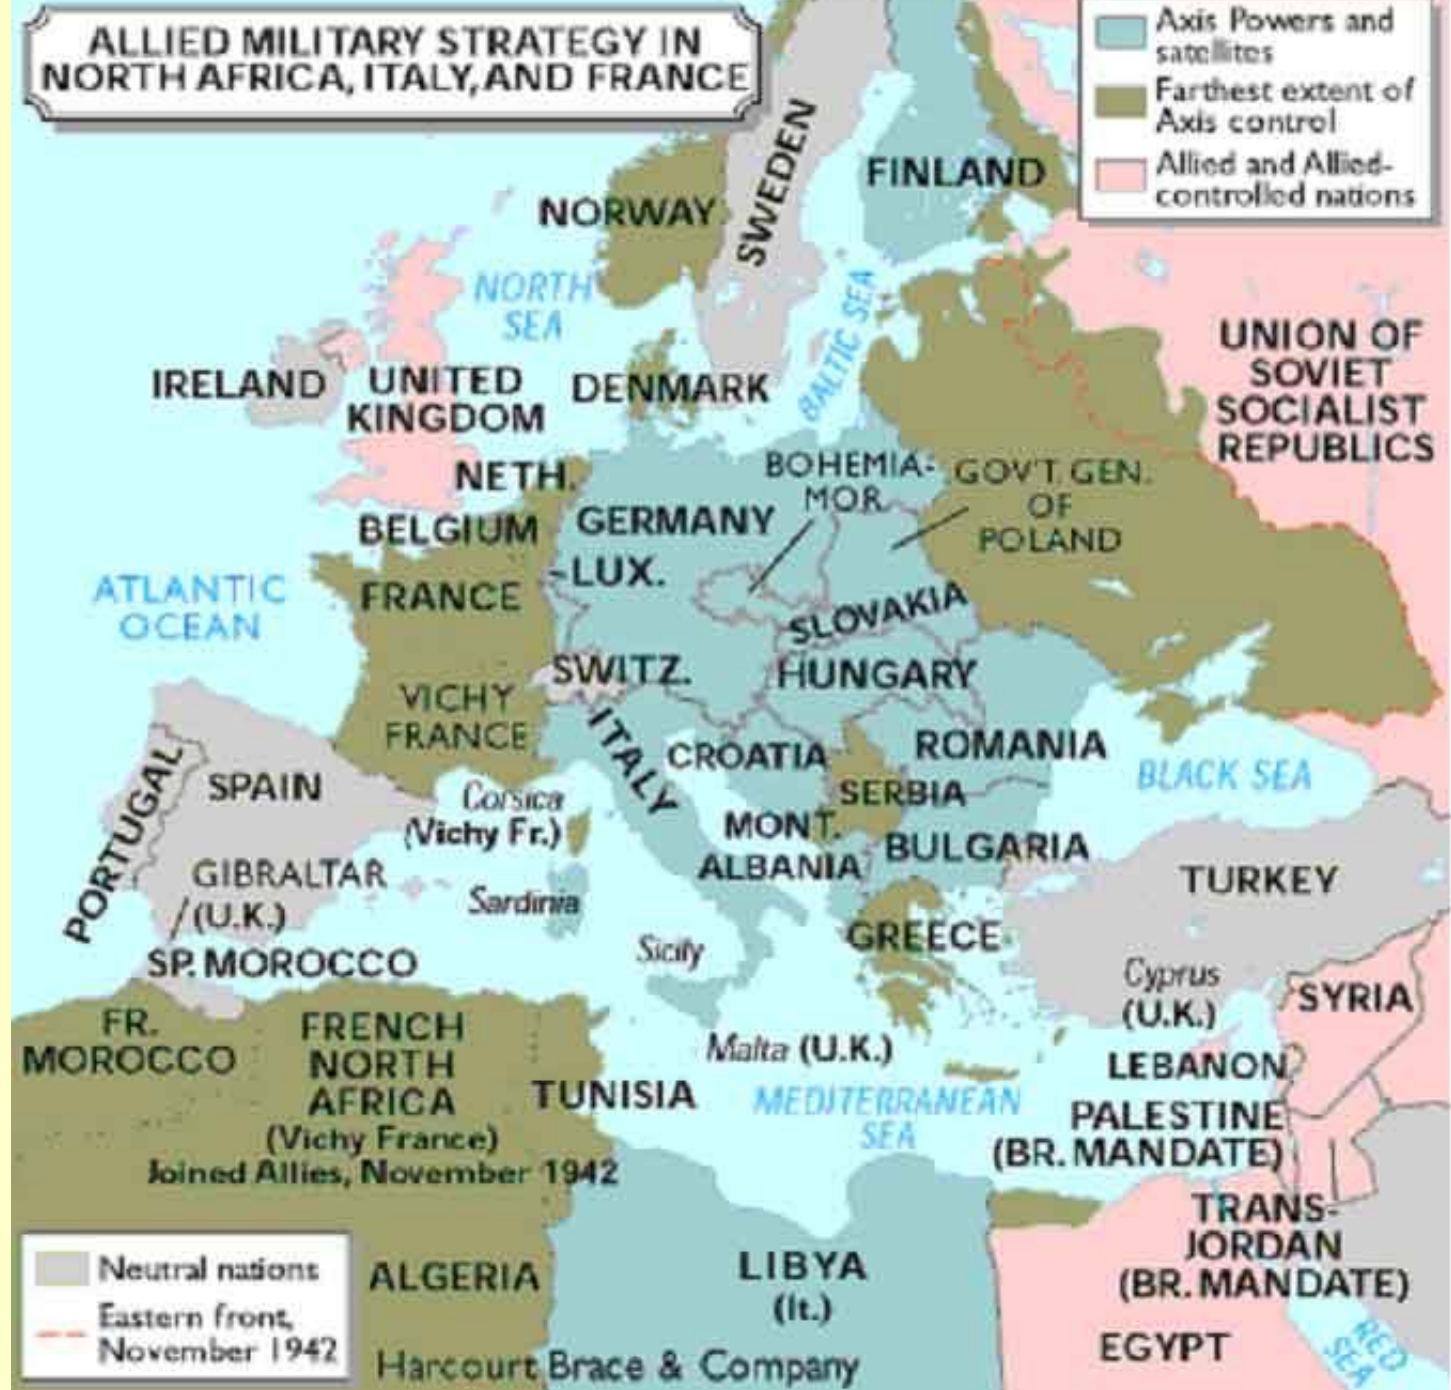 ALLIED MILITARY STRATEGY IN
NORTH AFRICA, ITALY, AND FRANCE
Axis Powers and
satellites
Farthest extent of
Axis control
Allied and Allied-
controlled nations
SWEDEN
FINLAND
NORWAY
NORTH
SEA
BALTIC SEA
UNION OF
SOVIET
SOCIALIST
REPUBLICS
IRELAND
UNITED
KINGDOM
DENMARK
NETH.
BOHEMIA-
MOR.
GOV'T. GEN.
OF
POLAND
BELGIUM
GERMANY
LUX.
ATLANTIC
OCEAN
FRANCE
SLOVAKIA
SWITZ.
HUNGARY
VICHY
FRANCE
ITALY
CROATIA
ROMANIA
BLACK SEA
PORTUGAL
SPAIN
Corsica
(Vichy Fr.)
SERBIA
MONT.
ALBANIA
BULGARIA
TURKEY
GIBRALTAR
(U.K.)
Sardinia
GREECE
Sicily
SP. MOROCCO
Cyprus
(U.K.)
SYRIA
FR.
MOROCCO
FRENCH
NORTH
AFRICA
(Vichy France)
Joined Allies, November 1942
Malta (U.K.)
LEBANON
TUNISIA
MEDITERRANEAN
SEA
PALESTINE
(BR. MANDATE)
TRANS-
JORDAN
(BR. MANDATE)
Neutral nations
Eastern front,
November 1942
ALGERIA
LIBYA
(It.)
EGYPT
RED
SEA
Harcourt Brace & Company